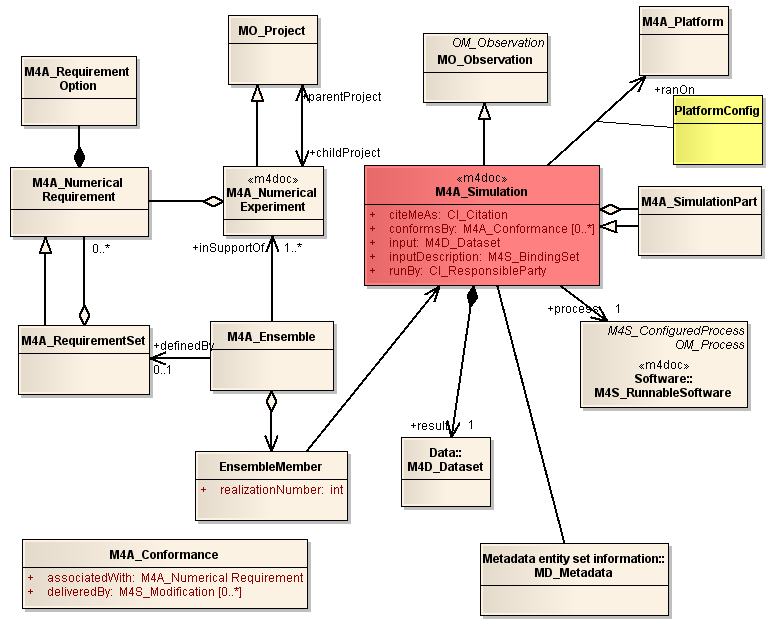 MO_Project
OM_Observation
MO_Observation
M4A_Platform
M4A_Requirement
Option
+parentProject
+ranOn
PlatformConfig
+childProject
M4A_Numerical
Requirement
«m4doc»
M4A_Numerical
Experiment
«m4doc»
M4A_Simulation
+ citeMeAs: CI_Citation
+ conformsBy: M4A_Conformance [0..*]
+ input: M4D_Dataset
+ inputDescription: M4S_BindingSet
+ runBy: CI_ResponsibleParty
M4A_SimulationPart
0..*
+inSupportOf
1..*
+process
1
M4A_RequirementSet
+definedBy
0..1
M4A_Ensemble
M4S_ConfiguredProcess
OM_Process
«m4doc»
Software::
M4S_RunnableSoftware
+result
1
EnsembleMember
+ realizationNumber: int
Data::
M4D_Dataset
M4A_Conformance
+ associatedWith: M4A_Numerical Requirement
+ deliveredBy: M4S_Modification [0..*]
Metadata entity set information::
MD_Metadata